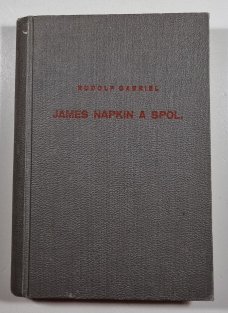 RUDOLF GABRIEL
JAMES NAPKIN A SPOL.